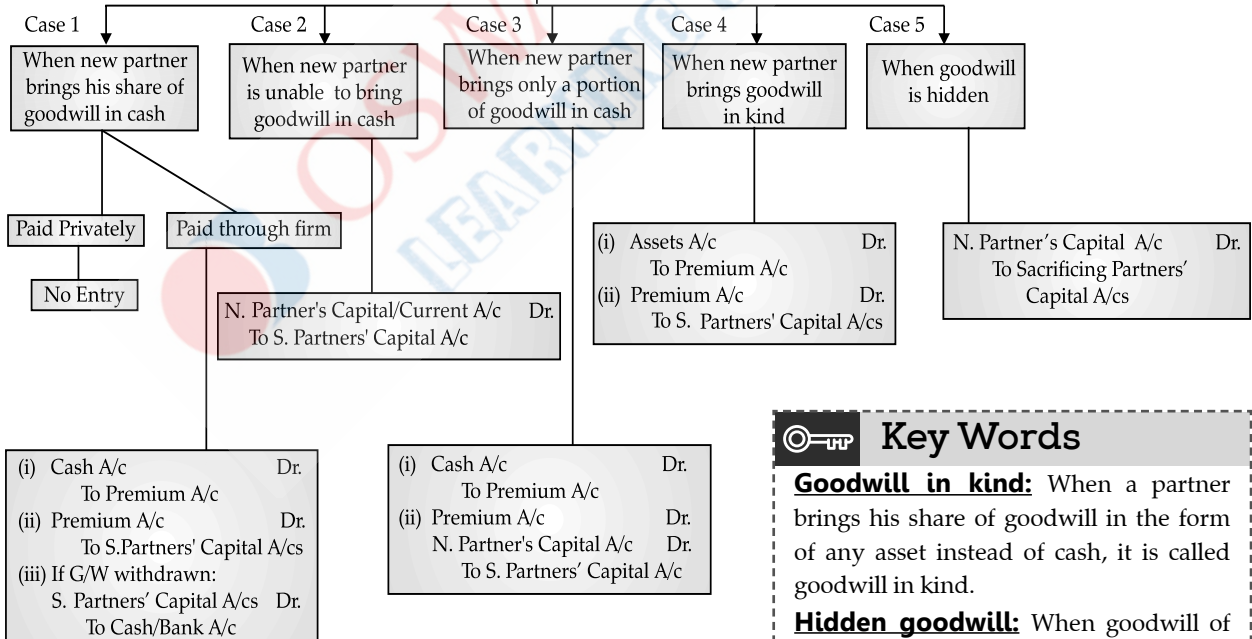 Case 1
Case 2
Case 3
Case 4
Case 5
When new partner
brings his share of
goodwill in cash
When new partner
is unable to bring
goodwill in cash
When new partner
brings only a portion
of goodwill in cash
When new partner
brings goodwill
in kind
When goodwill
is hidden
Paid Privately
Paid through firm
No Entry
N. Partner's Capital/Current A/c Dr.
To S. Partners' Capital A/c
(i) Assets A/c Dr.
To Premium A/c
(ii) Premium A/c Dr.
To S. Partners' Capital A/cs
N. Partner's Capital A/c Dr.
To Sacrificing Partners'
Capital A/cs
(i) Cash A/c Dr.
To Premium A/c
(ii) Premium A/c Dr.
To S.Partners' Capital A/cs
(iii) If G/W withdrawn:
S. Partners' Capital A/cs Dr.
To Cash/Bank A/c
(i) Cash A/c Dr.
To Premium A/c
(ii) Premium A/c Dr.
N. Partner's Capital A/c Dr.
To S. Partners' Capital A/c
Key Words
Goodwill in kind: When a partner
brings his share of goodwill in the form
of any asset instead of cash, it is called
goodwill in kind.
Hidden goodwill: When goodwill of